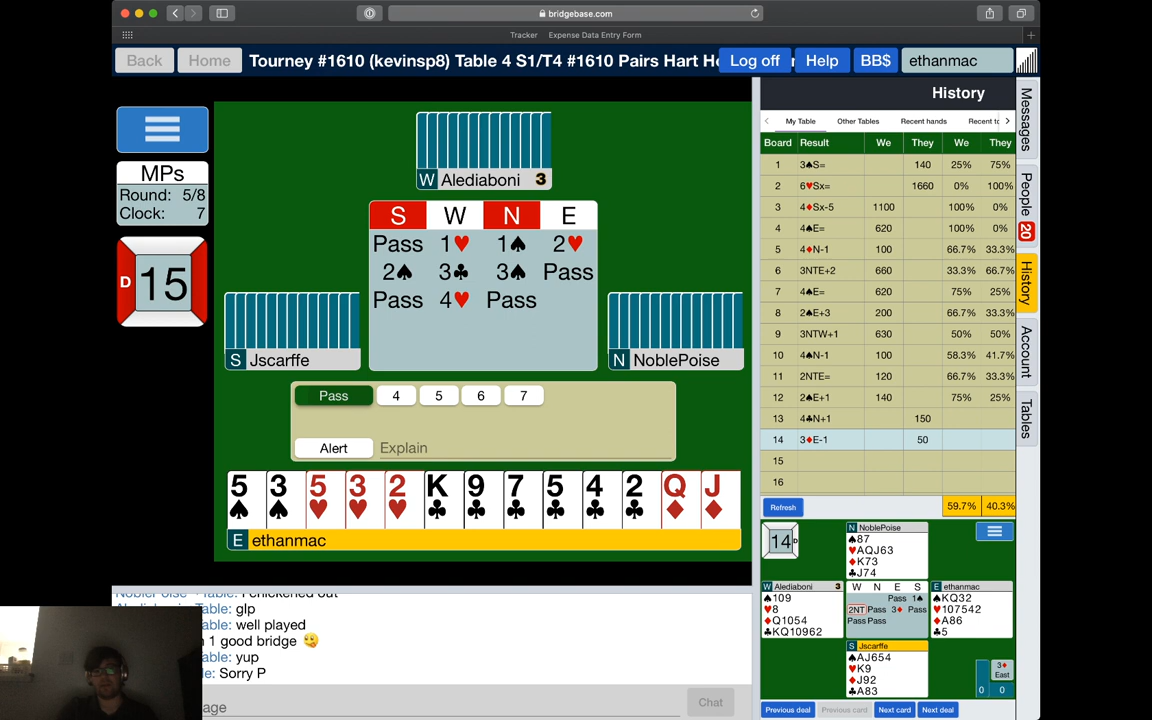 bridgebase.com
Tracker Expense Data Entry Form
Back Home Tourney #1610 (kevinsp8) Table 4 S1/T4 #1610 Pairs Hart Log off Help BB$ ethanmac
MPs
Round: 5/8
Clock: 7
D 15
W Alediaboni 3
S W N E
Pass 1♥ 1♠ 2♥
2♠ 3♣ 3♠ Pass
Pass 4♥ Pass
S Jscarffe
N NoblePoise
Pass 4 5 6 7
Alert Explain
5♠ 3♠ 5♥ 3♥ 2♥ K♣ 9♣ 7♣ 5♣ 4♣ 2♣ Q♦ J♦
E ethanmac
Table: glp
Table: well played
1 good bridge
Table: yup
Sorry P
Chat
History
My Table Other Tables Recent hands
Board Result We They We They
1 3♠S= 140 25% 75%
2 6♥Sx= 1660 0% 100%
3 4♦Sx-5 1100 100% 0%
4 4♠E= 620 100% 0%
5 4♦N-1 100 66.7% 33.3%
6 3NTE+2 660 33.3% 66.7%
7 4♠E= 620 75% 25%
8 2♠E+3 200 66.7% 33.3%
9 3NTW+1 630 50% 50%
10 4♠N-1 100 58.3% 41.7%
11 2NTE= 120 66.7% 33.3%
12 2♠E+1 140 75% 25%
13 4♣N+1 150
14 3♦E-1 50
15
16
Refresh 59.7% 40.3%
14 D
N NoblePoise
♠87
♥AQJ63
♦K73
♣J74
W Alediaboni 3
♠109
♥8
♦Q1054
♣KQ10962
W N E S
Pass 1♠
2NT Pass 3♦ Pass
Pass Pass
E ethanmac
♠KQ32
♥107542
♦A86
♣5
S Jscarffe
♠AJ654
♥K9
♦J92
♣A83
3♦
East
0 0
Previous deal Previous card Next card Next deal
Messages
People 20
History
Account
Tables